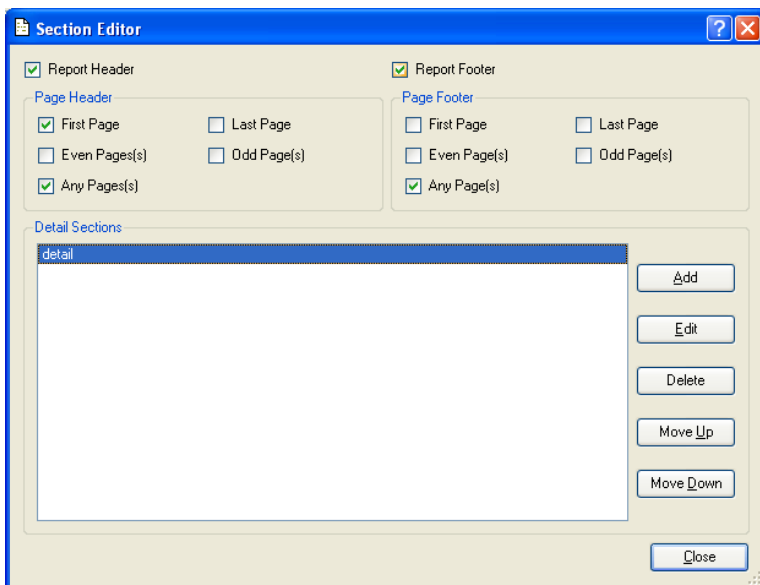 Section Editor
Report Header
Report Footer
Page Header
First Page
Last Page
Even Pages(s)
Odd Page(s)
Any Pages(s)
Page Footer
First Page
Last Page
Even Page(s)
Odd Page(s)
Any Page(s)
Detail Sections
detail
Add
Edit
Delete
Move Up
Move Down
Close